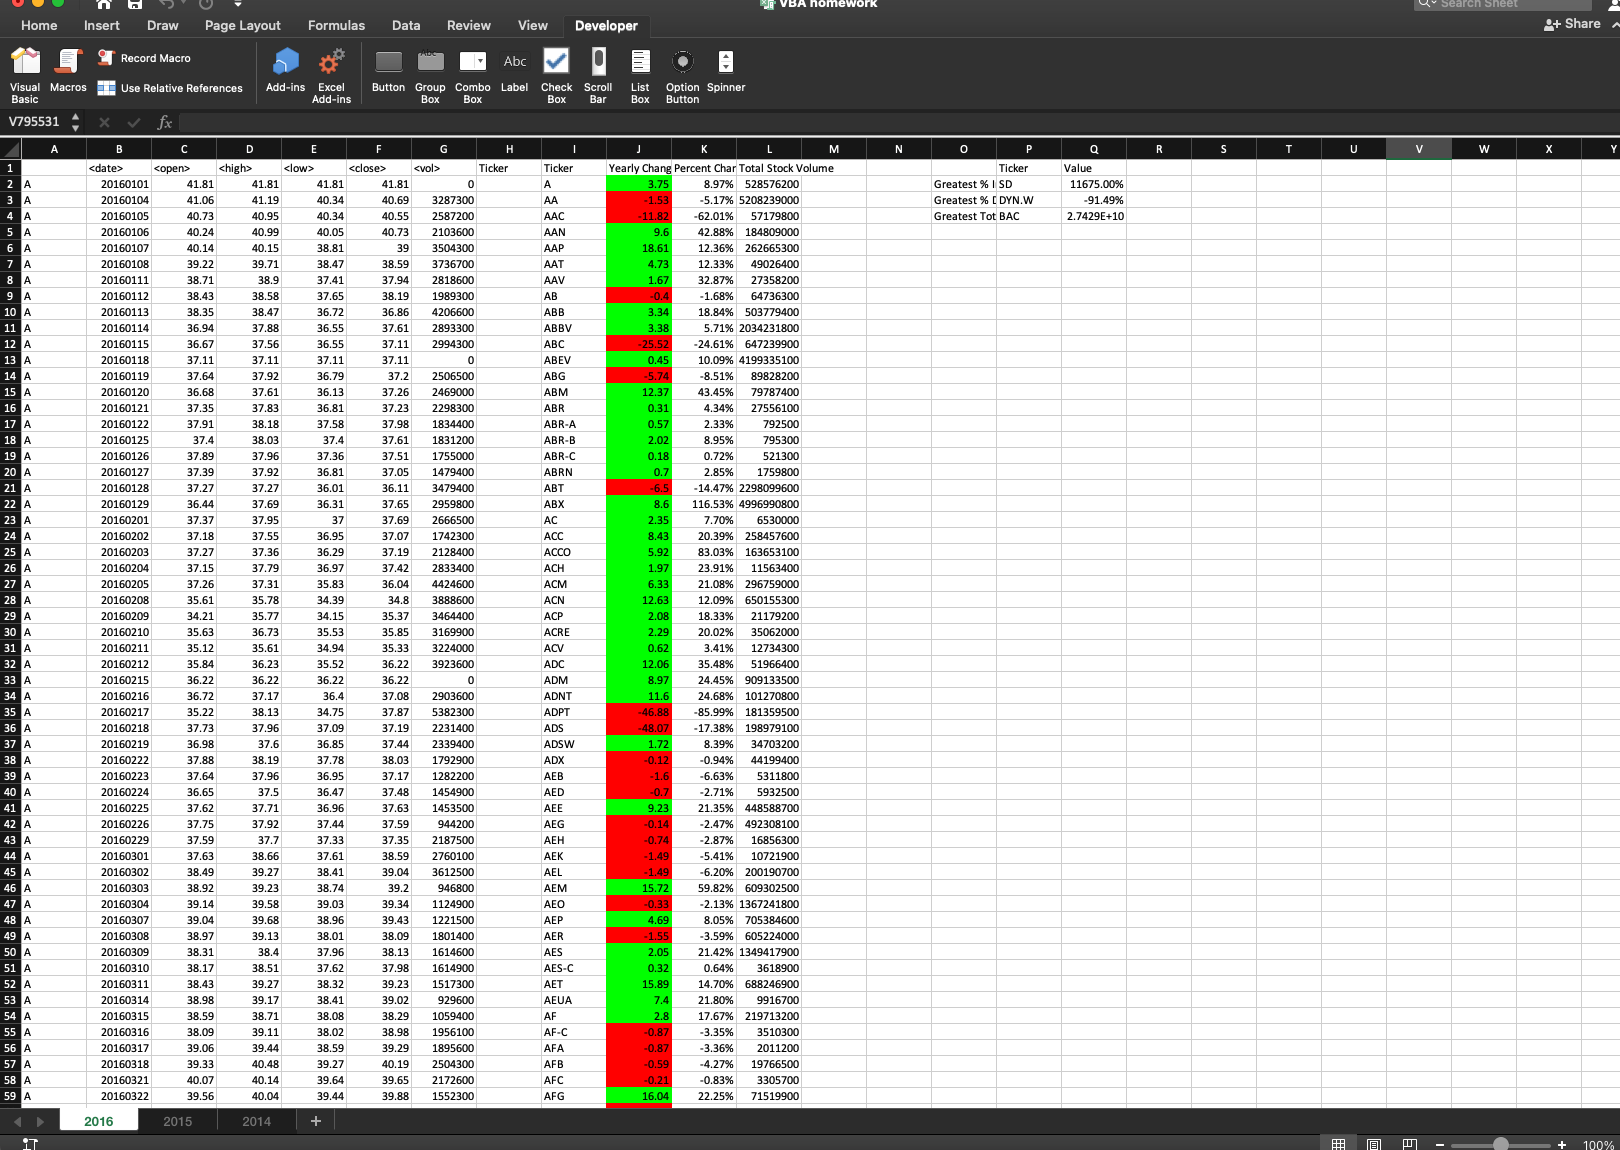 VBA homework
Search Sheet
Home Insert Draw Page Layout Formulas Data Review View Developer Share
Visual Basic Macros Record Macro Use Relative References Add-ins Excel Add-ins Button Group Box Combo Box Label Check Box Scroll Bar List Box Option Button Spinner
Abc Abc
V795531 fx
A B C D E F G H I J K L M N O P Q R S T U V W X Y
1 <date> <open> <high> <low> <close> <vol> Ticker Ticker Yearly Chang Percent Char Total Stock Volume Ticker Value
2 A 20160101 41.81 41.81 41.81 41.81 0 A 3.75 8.97% 528576200 Greatest % I SD 11675.00%
3 A 20160104 41.06 41.19 40.34 40.69 3287300 AA -1.53 -5.17% 5208239000 Greatest % D DYN.W -91.49%
4 A 20160105 40.73 40.95 40.34 40.55 2587200 AAC -11.82 -62.01% 57179800 Greatest Tot BAC 2.7429E+10
5 A 20160106 40.24 40.99 40.05 40.73 2103600 AAN 9.6 42.88% 184809000
6 A 20160107 40.14 40.15 38.81 39 3504300 AAP 18.61 12.36% 262665300
7 A 20160108 39.22 39.71 38.47 38.59 3736700 AAT 4.73 12.33% 49026400
8 A 20160111 38.71 38.9 37.41 37.94 2818600 AAV 1.67 32.87% 27358200
9 A 20160112 38.43 38.58 37.65 38.19 1989300 AB -0.4 -1.68% 64736300
10 A 20160113 38.35 38.47 36.72 36.86 4206600 ABB 3.34 18.84% 503779400
11 A 20160114 36.94 37.88 36.55 37.61 2893300 ABBV 3.38 5.71% 2034231800
12 A 20160115 36.67 37.56 36.55 37.11 2994300 ABC -25.52 -24.61% 647239900
13 A 20160118 37.11 37.11 37.11 37.11 0 ABEV 0.45 10.09% 4199335100
14 A 20160119 37.64 37.92 36.79 37.2 2506500 ABG -5.74 -8.51% 89828200
15 A 20160120 36.68 37.61 36.13 37.26 2469000 ABM 12.37 43.45% 79787400
16 A 20160121 37.35 37.83 36.81 37.23 2298300 ABR 0.31 4.34% 27556100
17 A 20160122 37.91 38.18 37.58 37.98 1834400 ABR-A 0.57 2.33% 792500
18 A 20160125 37.4 38.03 37.4 37.61 1831200 ABR-B 2.02 8.95% 795300
19 A 20160126 37.89 37.96 37.36 37.51 1755000 ABR-C 0.18 0.72% 521300
20 A 20160127 37.39 37.92 36.81 37.05 1479400 ABRN 0.7 2.85% 1759800
21 A 20160128 37.27 37.27 36.01 36.11 3479400 ABT -6.5 -14.47% 2298099600
22 A 20160129 36.44 37.69 36.31 37.65 2959800 ABX 8.6 116.53% 4996990800
23 A 20160201 37.37 37.95 37 37.69 2666500 AC 2.35 7.70% 6530000
24 A 20160202 37.18 37.55 36.95 37.07 1742300 ACC 8.43 20.39% 258457600
25 A 20160203 37.27 37.36 36.29 37.19 2128400 ACCO 5.92 83.03% 163653100
26 A 20160204 37.15 37.79 36.97 37.42 2833400 ACH 1.97 23.91% 11563400
27 A 20160205 37.26 37.31 35.83 36.04 4424600 ACM 6.33 21.08% 296759000
28 A 20160208 35.61 35.78 34.39 34.8 3888600 ACN 12.63 12.09% 650155300
29 A 20160209 34.21 35.77 34.15 35.37 3464400 ACP 2.08 18.33% 21179200
30 A 20160210 35.63 36.73 35.53 35.85 3169900 ACRE 2.29 20.02% 35062000
31 A 20160211 35.12 35.61 34.94 35.33 3224000 ACV 0.62 3.41% 12734300
32 A 20160212 35.84 36.23 35.52 36.22 3923600 ADC 12.06 35.48% 51966400
33 A 20160215 36.22 36.22 36.22 36.22 0 ADM 8.97 24.45% 909133500
34 A 20160216 36.72 37.17 36.4 37.08 2903600 ADNT 11.6 24.68% 101270800
35 A 20160217 35.22 38.13 34.75 37.87 5382300 ADPT -46.88 -85.99% 181359500
36 A 20160218 37.73 37.96 37.09 37.19 2231400 ADS -48.07 -17.38% 198979100
37 A 20160219 36.98 37.6 36.85 37.44 2339400 ADSW 1.72 8.39% 34703200
38 A 20160222 37.88 38.19 37.78 38.03 1792900 ADX -0.12 -0.94% 44199400
39 A 20160223 37.64 37.96 36.95 37.17 1282200 AEB -1.6 -6.63% 5311800
40 A 20160224 36.65 37.5 36.47 37.48 1454900 AED -0.7 -2.71% 5932500
41 A 20160225 37.62 37.71 36.96 37.63 1453500 AEE 9.23 21.35% 448588700
42 A 20160226 37.75 37.92 37.44 37.59 944200 AEG -0.14 -2.47% 492308100
43 A 20160229 37.59 37.7 37.33 37.35 2187500 AEH -0.74 -2.87% 16856300
44 A 20160301 37.63 38.66 37.61 38.59 2760100 AEK -1.49 -5.41% 10721900
45 A 20160302 38.49 39.27 38.41 39.04 3612500 AEL -1.49 -6.20% 200190700
46 A 20160303 38.92 39.23 38.74 39.2 946800 AEM 15.72 59.82% 609302500
47 A 20160304 39.14 39.58 39.03 39.34 1124900 AEO -0.33 -2.13% 1367241800
48 A 20160307 39.04 39.68 38.96 39.43 1221500 AEP 4.69 8.05% 705384600
49 A 20160308 38.97 39.13 38.01 38.09 1801400 AER -1.55 -3.59% 605224000
50 A 20160309 38.31 38.4 37.96 38.13 1614600 AES 2.05 21.42% 1349417900
51 A 20160310 38.17 38.51 37.62 37.98 1614900 AES-C 0.32 0.64% 3618900
52 A 20160311 38.43 39.27 38.32 39.23 1517300 AET 15.89 14.70% 688246900
53 A 20160314 38.98 39.17 38.41 39.02 929600 AEUA 7.4 21.80% 9916700
54 A 20160315 38.59 38.71 38.08 38.29 1059400 AF 2.8 17.67% 219713200
55 A 20160316 38.09 39.11 38.02 38.98 1956100 AF-C -0.87 -3.35% 3510300
56 A 20160317 39.06 39.44 38.59 39.29 1895600 AFA -0.87 -3.36% 2011200
57 A 20160318 39.33 40.48 39.27 40.19 2504300 AFB -0.59 -4.27% 19766500
58 A 20160321 40.07 40.14 39.64 39.65 2172600 AFC -0.21 -0.83% 3305700
59 A 20160322 39.56 40.04 39.44 39.88 1552300 AFG 16.04 22.25% 71519900
2016 2015 2014 +
100%